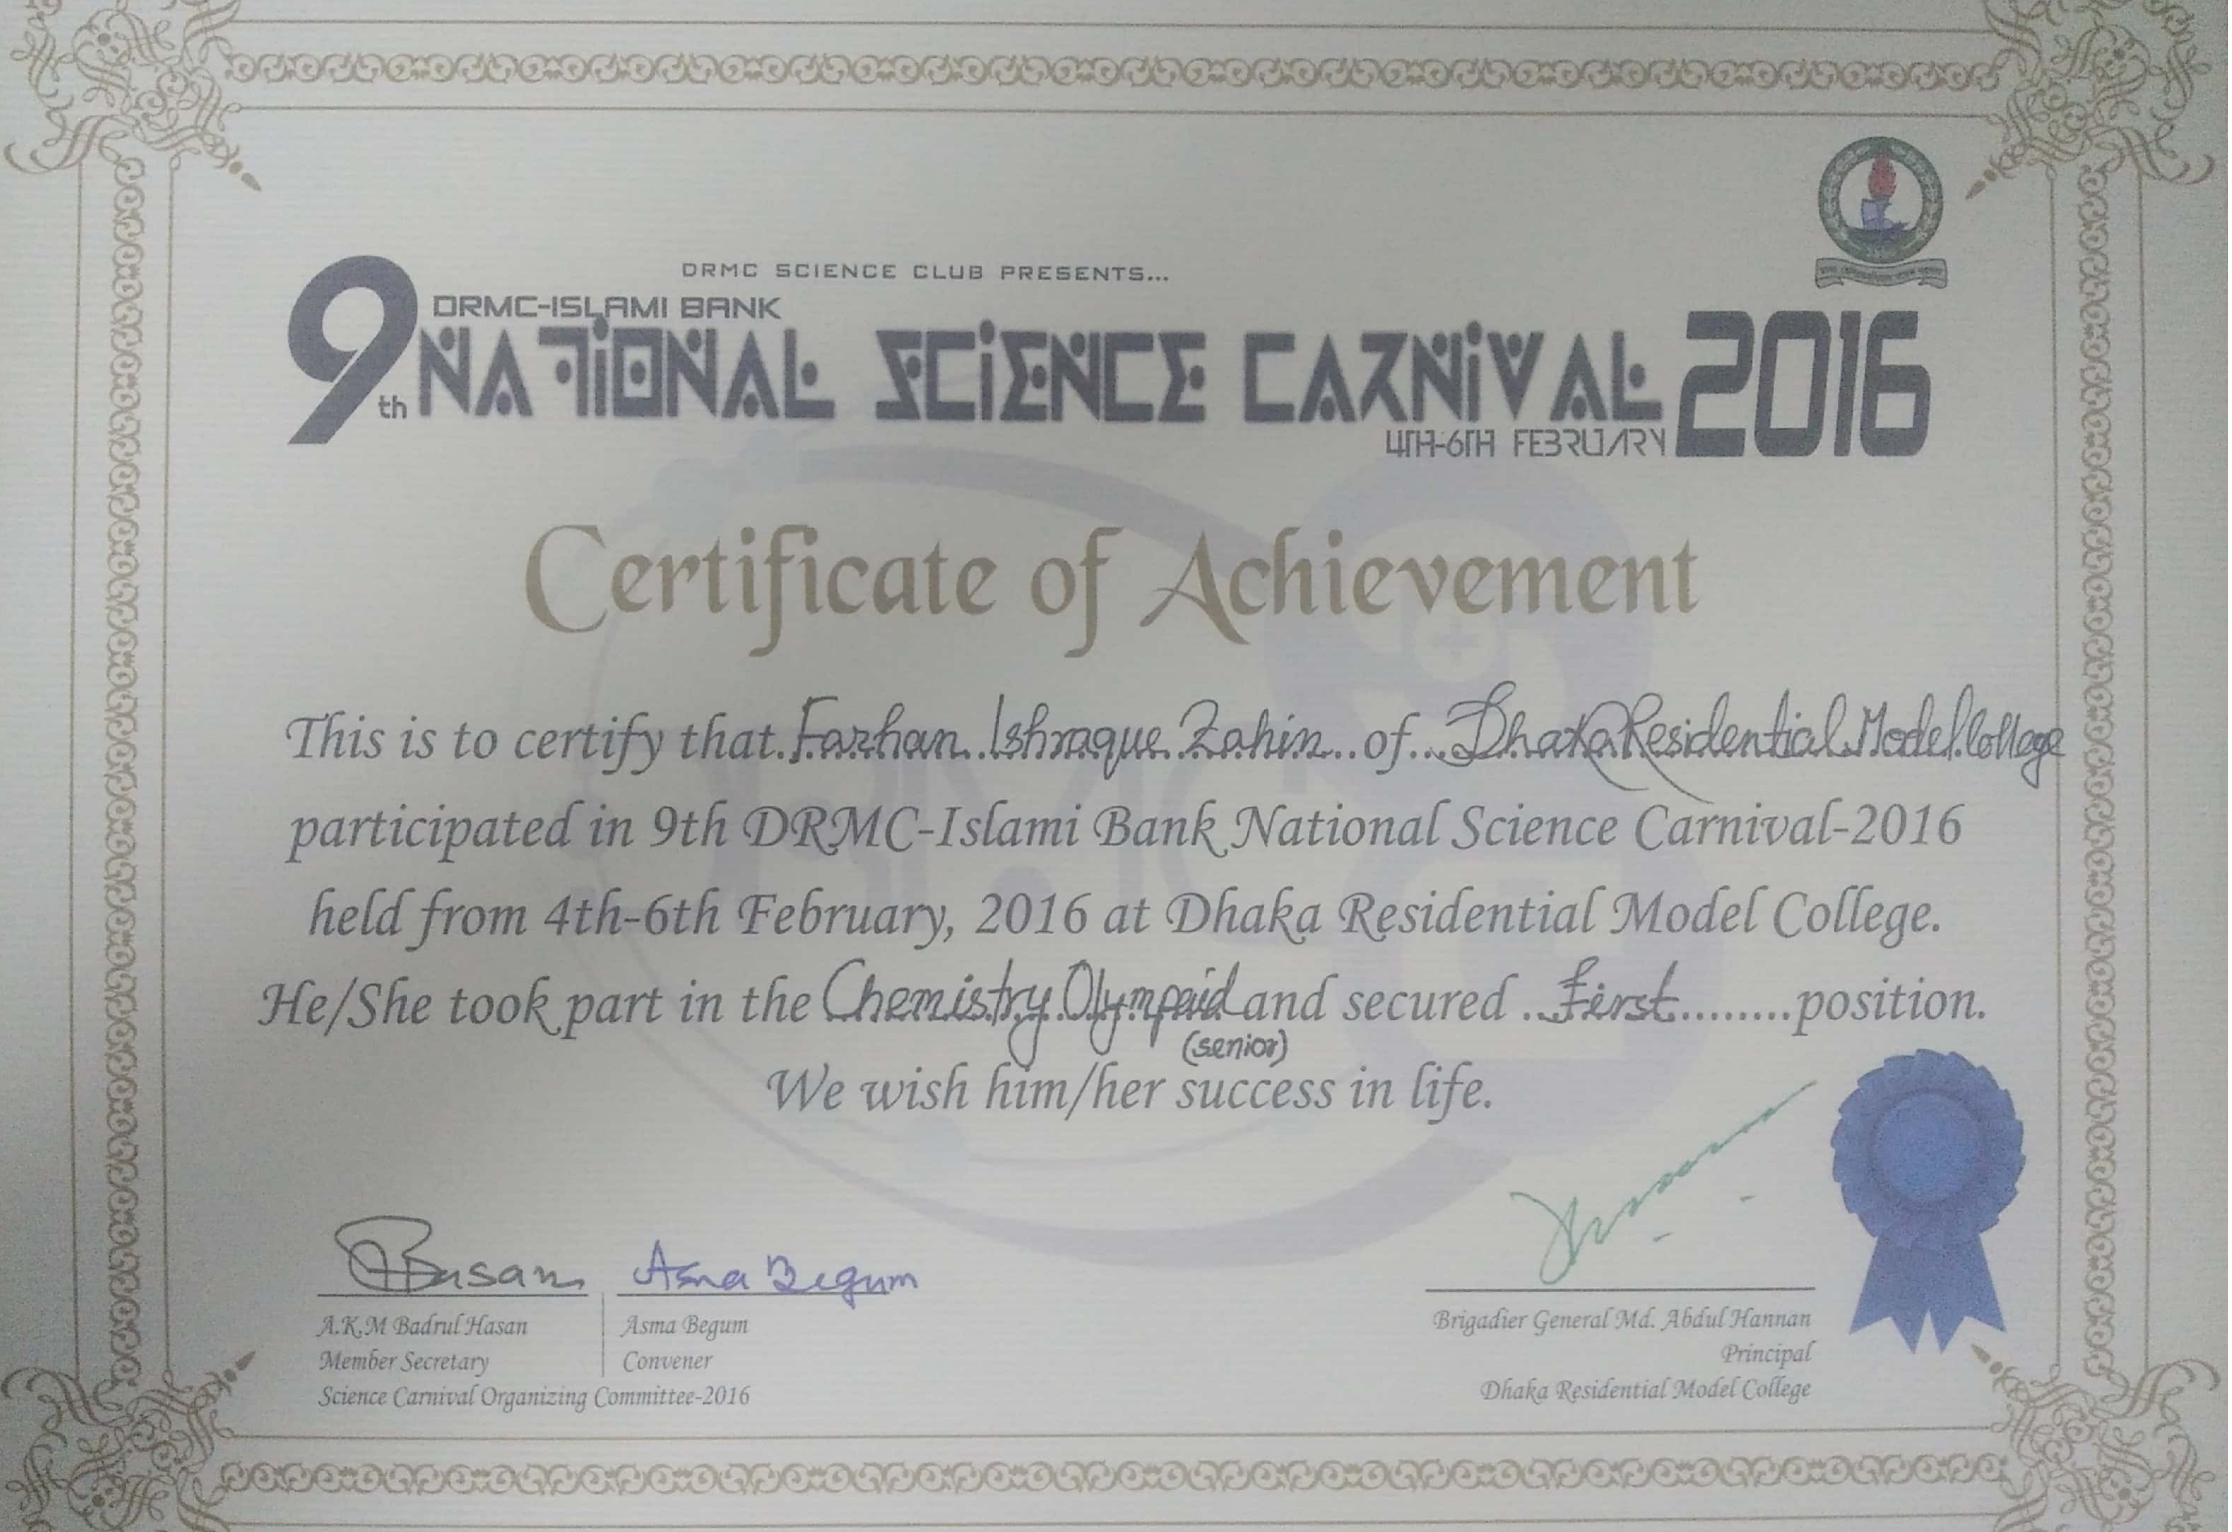 DRMC SCIENCE CLUB PRESENTS...
DRMC-ISLAMI BANK
9th NATIONAL SCIENCE CARNIVAL 2016
4TH-6TH FEBRUARY
Certificate of Achievement
This is to certify that Farhan Ishraque Zahin of Dhaka Residential Model College
participated in 9th DRMC-Islami Bank National Science Carnival-2016
held from 4th-6th February, 2016 at Dhaka Residential Model College.
He/She took part in the Chemistry Olympaid and secured First position.
(senior)
We wish him/her success in life.
Asma Begum
A.K.M Badrul Hasan
Member Secretary
Asma Begum
Convener
Science Carnival Organizing Committee-2016
Brigadier General Md. Abdul Hannan
Principal
Dhaka Residential Model College